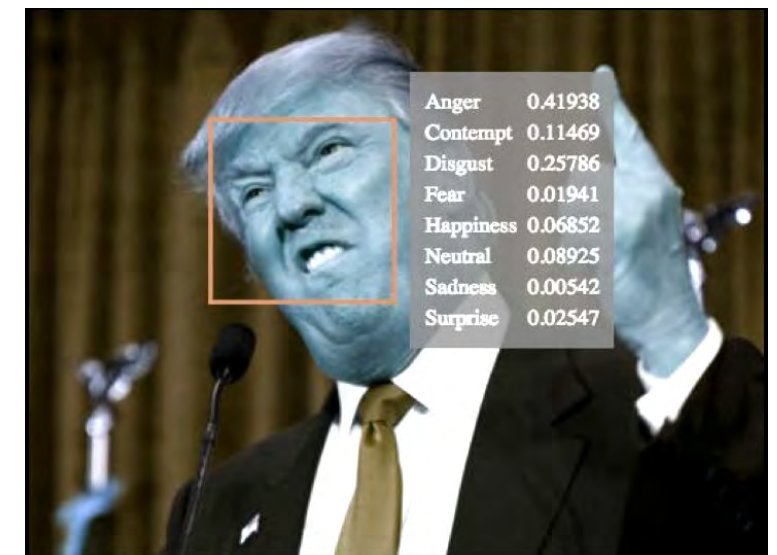 Anger 0.41938
Contempt 0.11469
Disgust 0.25786
Fear 0.01941
Happiness 0.06852
Neutral 0.08925
Sadness 0.00542
Surprise 0.02547